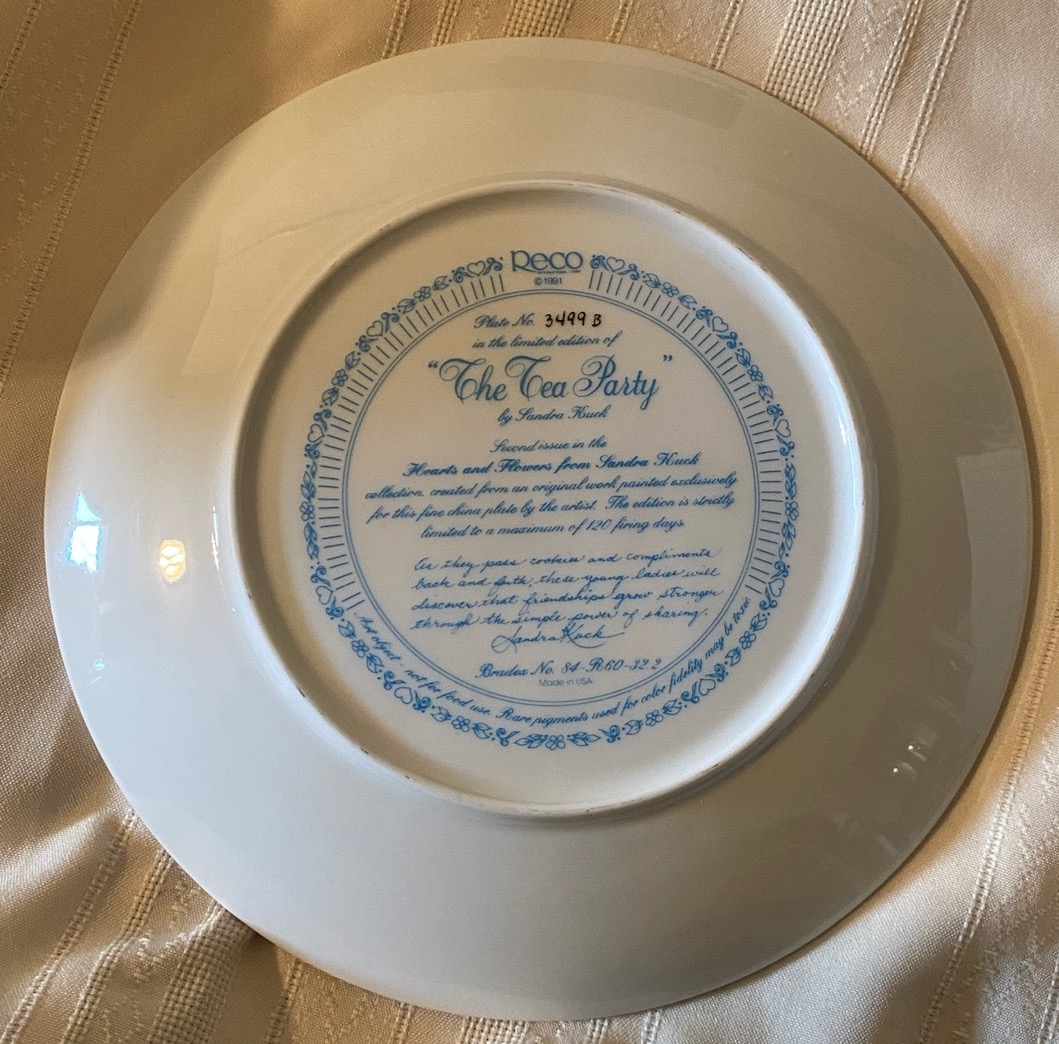 Reco
©1991
Plate No. 3499 B
in the limited edition of
"The Tea Party"
by Sandra Kuck
Second issue in the
Hearts and Flowers from Sandra Kuck
collection, created from an original work painted exclusively
for this fine china plate by the artist. The edition is strictly
limited to a maximum of 120 firing days.
As they pass cookies and compliments
back and forth, these young ladies will
discover that friendships grow stronger
through the simple power of sharing.
Sandra Kuck
Bradex No. 84-R60-32.2
Made in USA
Art object - not for food use. Rare pigments used for color fidelity may be toxic.